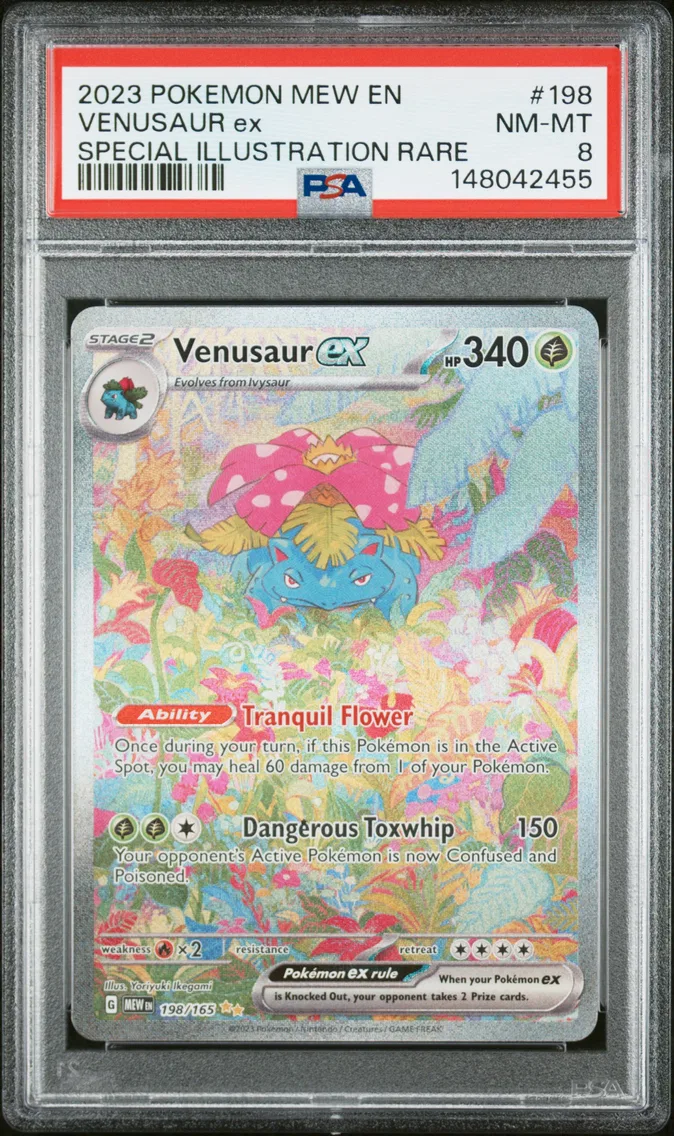 2023 POKEMON MEW EN #198
VENUSAUR ex NM-MT
SPECIAL ILLUSTRATION RARE 8
PSA 148042455
STAGE2 Venusaur ex HP 340
Evolves from Ivysaur
Ability Tranquil Flower
Once during your turn, if this Pokémon is in the Active
Spot, you may heal 60 damage from 1 of your Pokémon.
Dangerous Toxwhip 150
Your opponent's Active Pokémon is now Confused and
Poisoned.
weakness ×2 resistance retreat
Pokémon ex rule When your Pokémon ex
is Knocked Out, your opponent takes 2 Prize cards.
Illus. Yoriyuki Ikegami
G MEW EN 198/165
©2023 Pokémon / Nintendo / Creatures / GAME FREAK
PSA